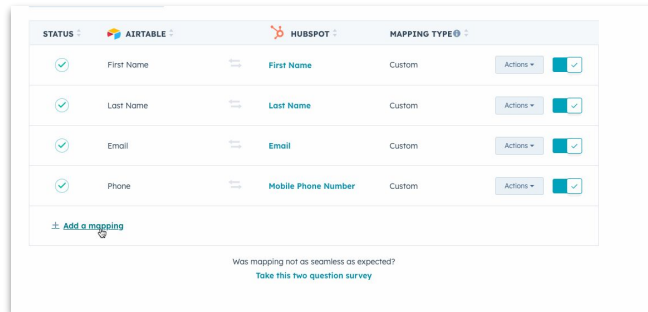 STATUS AIRTABLE HUBSPOT MAPPING TYPE
First Name First Name Custom Actions
Last Name Last Name Custom Actions
Email Email Custom Actions
Phone Mobile Phone Number Custom Actions
+ Add a mapping
Was mapping not as seamless as expected?
Take this two question survey